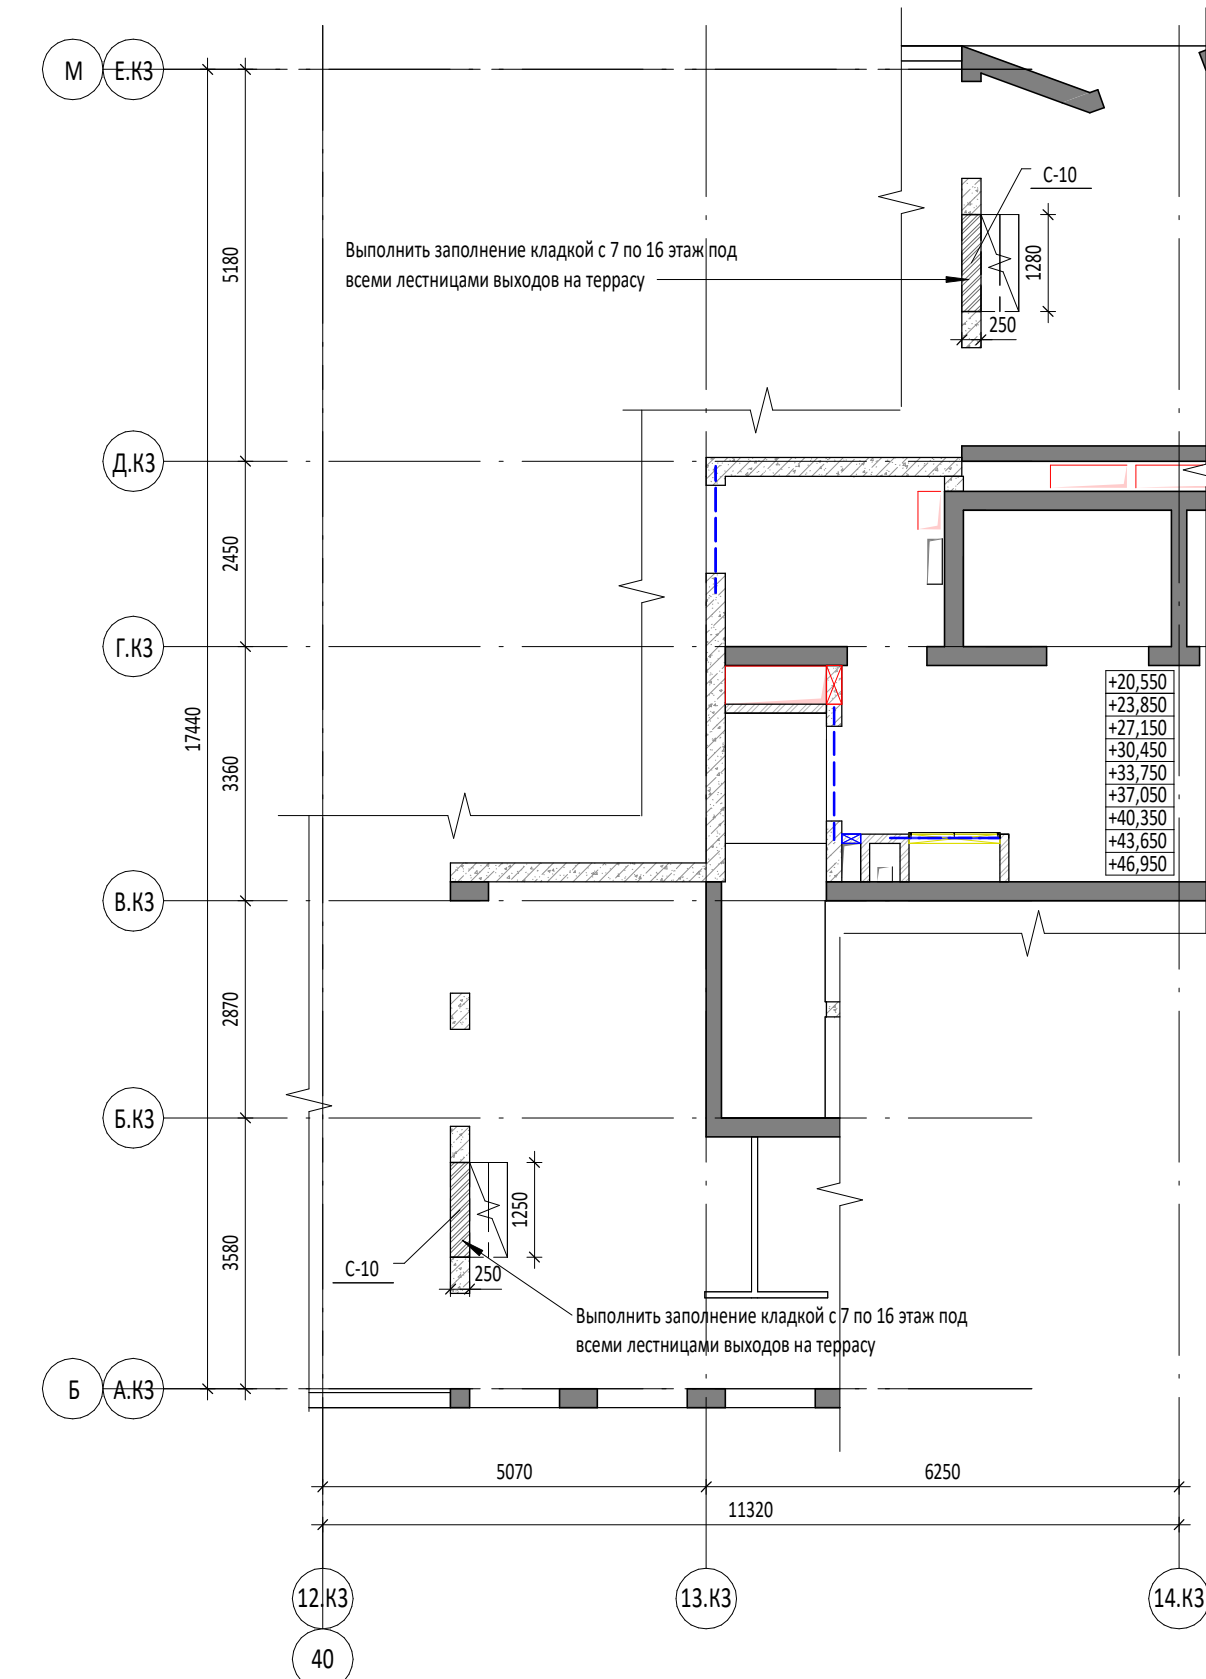 М
Е.К3
С-10
Выполнить заполнение кладкой с 7 по 16 этаж под
всеми лестницами выходов на террасу
5180
1280
250
Д.К3
2450
Г.К3
17440
3360
+20,550
+23,850
+27,150
+30,450
+33,750
+37,050
+40,350
+43,650
+46,950
В.К3
2870
Б.К3
3580
1250
С-10
250
Выполнить заполнение кладкой с 7 по 16 этаж под
всеми лестницами выходов на террасу
Б
А.К3
5070
6250
11320
12.К3
13.К3
14.К3
40